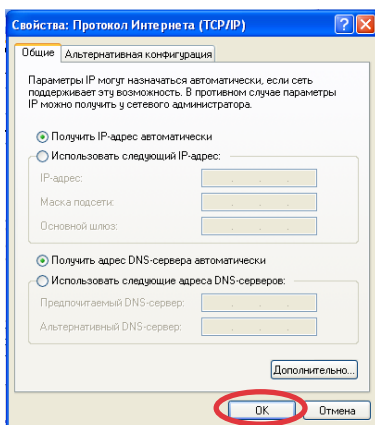 Свойства: Протокол Интернета (TCP/IP)
Общие
Альтернативная конфигурация
Параметры IP могут назначаться автоматически, если сеть
поддерживает эту возможность. В противном случае параметры
IP можно получить у сетевого администратора.
Получить IP-адрес автоматически
Использовать следующий IP-адрес:
IP-адрес:
Маска подсети:
Основной шлюз:
Получить адрес DNS-сервера автоматически
Использовать следующие адреса DNS-серверов:
Предпочитаемый DNS-сервер:
Альтернативный DNS-сервер:
Дополнительно...
OK
Отмена